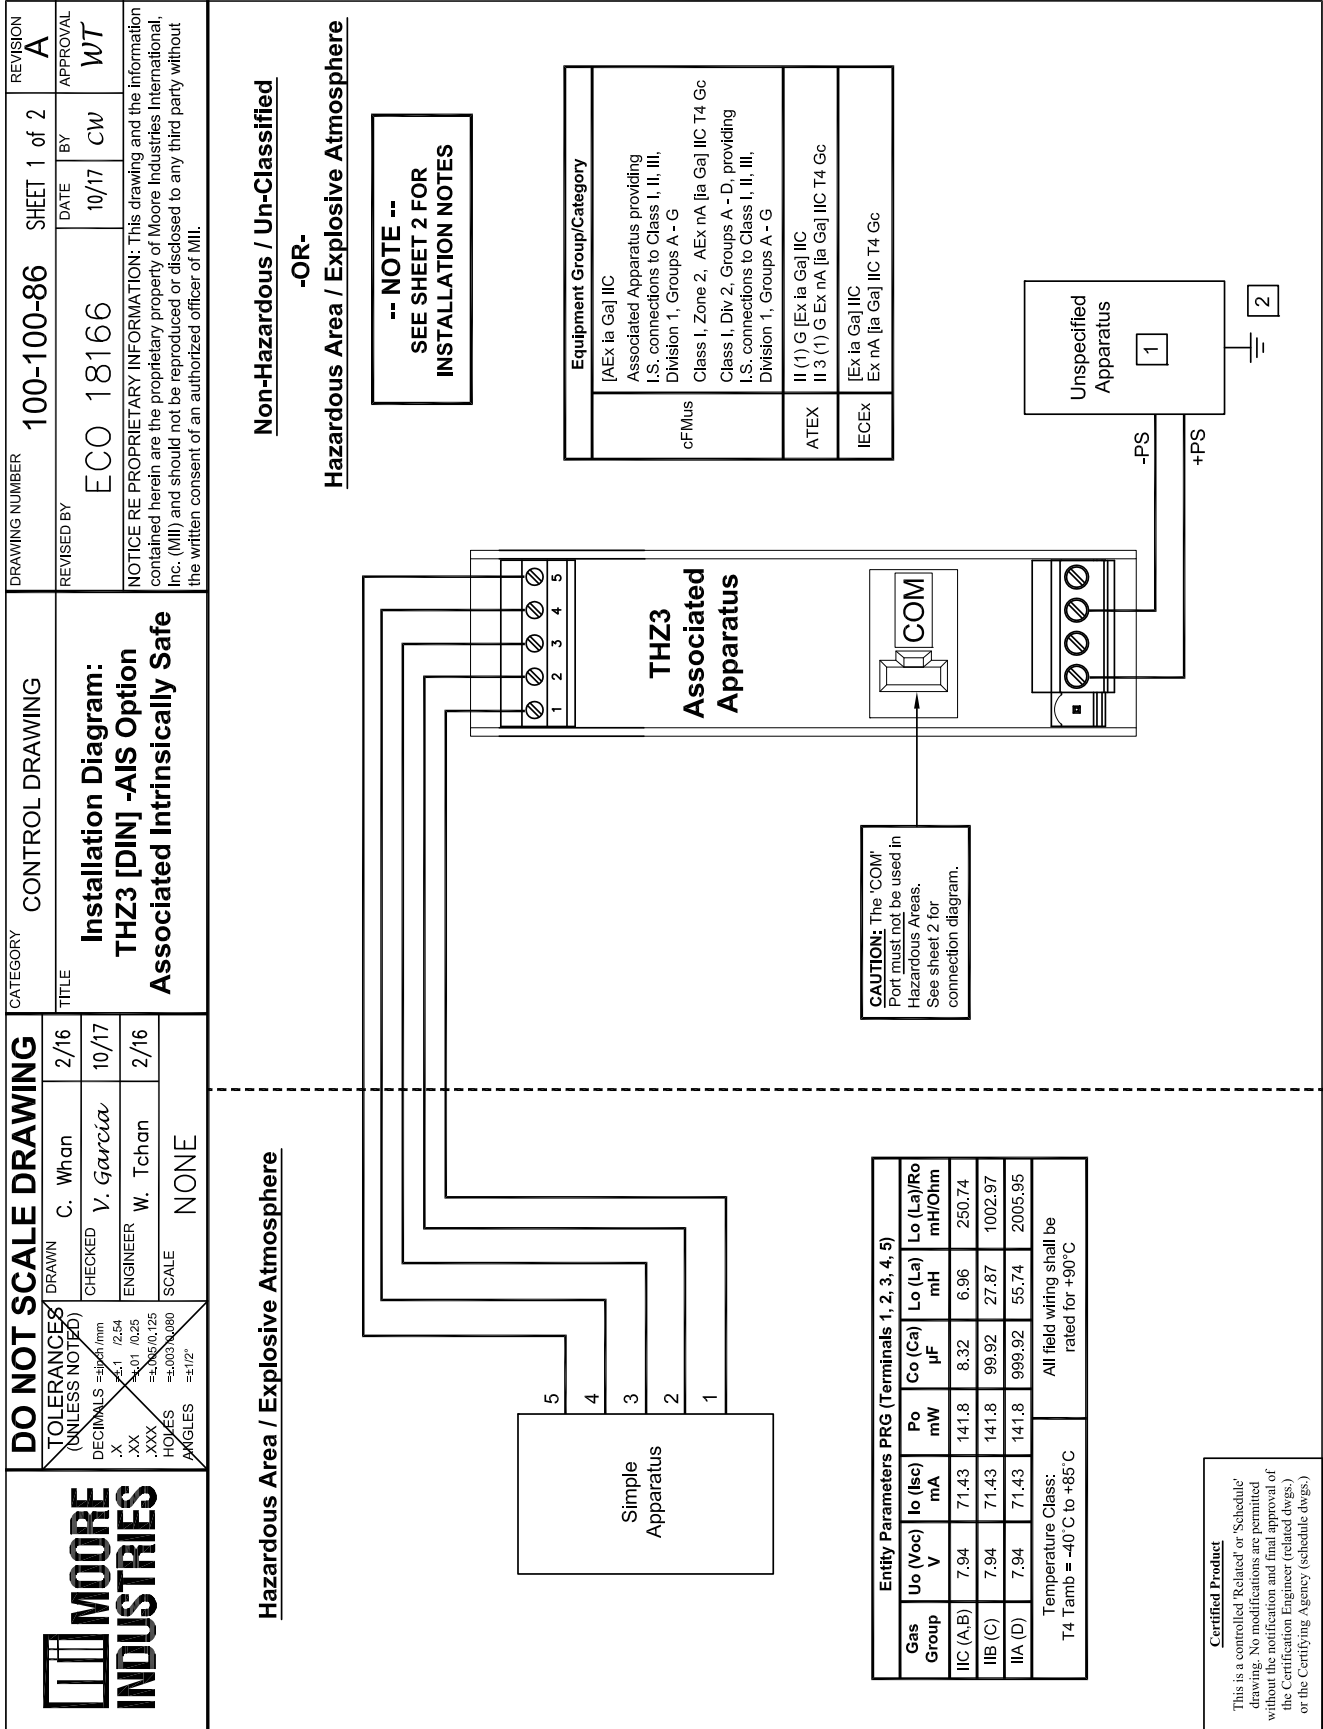 MOORE
INDUSTRIES
DO NOT SCALE DRAWING
TOLERANCES
(UNLESS NOTED)
DECIMALS =±inch/mm
.X =±.1 /2.54
.XX =±.01 /0.25
.XXX =±.005/0.125
HOLES =±.003/0.080
ANGLES =±1/2°
DRAWN
C. Whan
2/16
CHECKED
V. García
10/17
ENGINEER
W. Tchan
2/16
SCALE
NONE
CATEGORY
CONTROL DRAWING
TITLE
Installation Diagram:
THZ3 [DIN] -AIS Option
Associated Intrinsically Safe
DRAWING NUMBER
100-100-86
SHEET 1 of 2
REVISION
A
REVISED BY
ECO 18166
DATE
10/17
BY
CW
APPROVAL
WT
NOTICE RE PROPRIETARY INFORMATION: This drawing and the information
contained herein are the proprietary property of Moore Industries International,
Inc. (MII) and should not be reproduced or disclosed to any third party without
the written consent of an authorized officer of MII.
Hazardous Area / Explosive Atmosphere
Non-Hazardous / Un-Classified
-OR-
Hazardous Area / Explosive Atmosphere
-- NOTE --
SEE SHEET 2 FOR
INSTALLATION NOTES
Simple
Apparatus
5
4
3
2
1
5
4
3
2
1
THZ3
Associated
Apparatus
COM
CAUTION: The 'COM'
Port must not be used in
Hazardous Areas.
See sheet 2 for
connection diagram.
Equipment Group/Category
cFMus
[AEx ia Ga] IIC
Associated Apparatus providing
I.S. connections to Class I, II, III,
Division 1, Groups A - G
Class I, Zone 2, AEx nA [ia Ga] IIC T4 Gc
Class I, Div 2, Groups A - D, providing
I.S. connections to Class I, II, III,
Division 1, Groups A - G
ATEX
II (1) G [Ex ia Ga] IIC
II 3 (1) G Ex nA [ia Ga] IIC T4 Gc
IECEx
[Ex ia Ga] IIC
Ex nA [ia Ga] IIC T4 Gc
-PS
+PS
Unspecified
Apparatus
1
2
Entity Parameters PRG (Terminals 1, 2, 3, 4, 5)
Gas Group Uo (Voc) V Io (Isc) mA Po mW Co (Ca) µF Lo (La) mH Lo (La)/Ro mH/Ohm
IIC (A,B) 7.94 71.43 141.8 8.32 6.96 250.74
IIB (C) 7.94 71.43 141.8 99.92 27.87 1002.97
IIA (D) 7.94 71.43 141.8 999.92 55.74 2005.95
Temperature Class:
T4 Tamb = -40˚C to +85˚C
All field wiring shall be
rated for +90°C
Certified Product
This is a controlled 'Related' or 'Schedule'
drawing. No modifications are permitted
without the notification and final approval of
the Certification Engineer (related dwgs.)
or the Certifying Agency (schedule dwgs.)